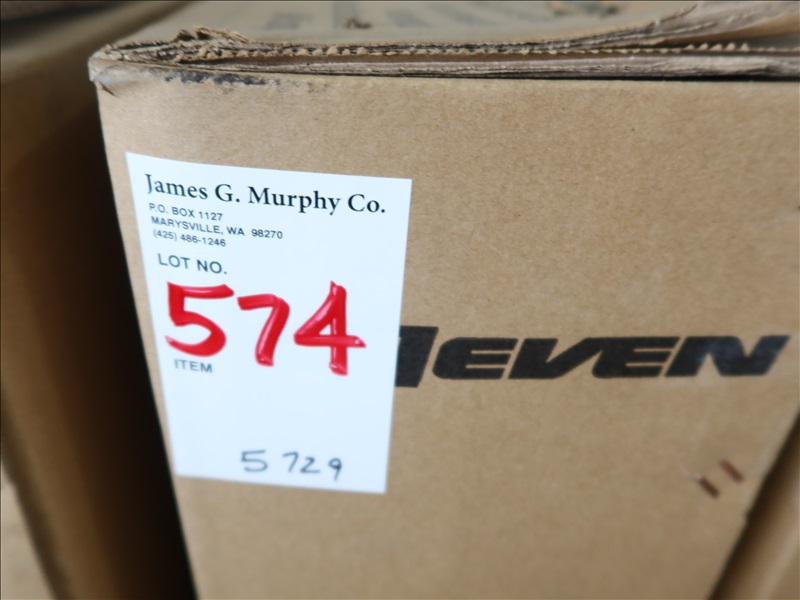 James G. Murphy Co.
P.O. BOX 1127
MARYSVILLE, WA 98270
(425) 486-1246
LOT NO.
574
ITEM
5729